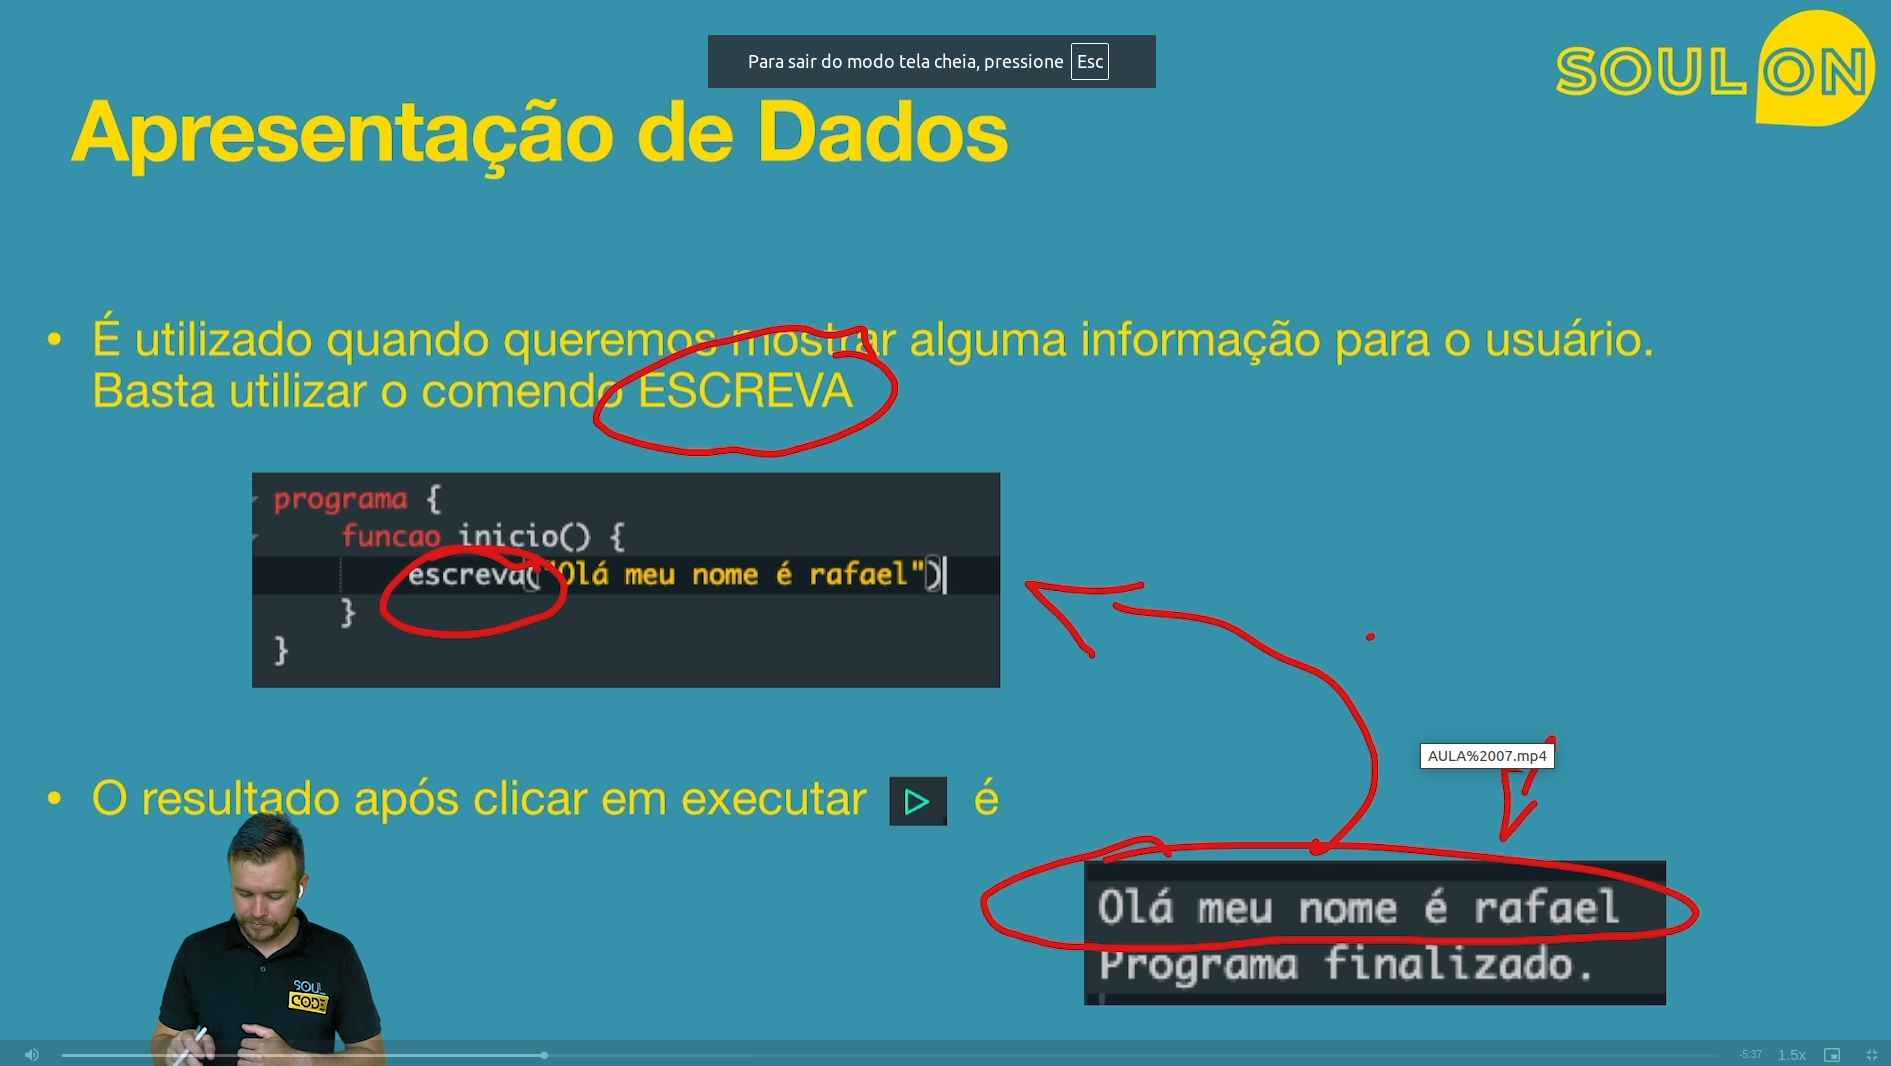 Para sair do modo tela cheia, pressione Esc
SOUL ON
Apresentação de Dados
• É utilizado quando queremos mostrar alguma informação para o usuário.
Basta utilizar o comendo ESCREVA
programa {
funcao inicio() {
escreva("Olá meu nome é rafael")
}
}
AULA%2007.mp4
• O resultado após clicar em executar é
Olá meu nome é rafael
Programa finalizado.
SOUL
CODE
-5:37 1.5x